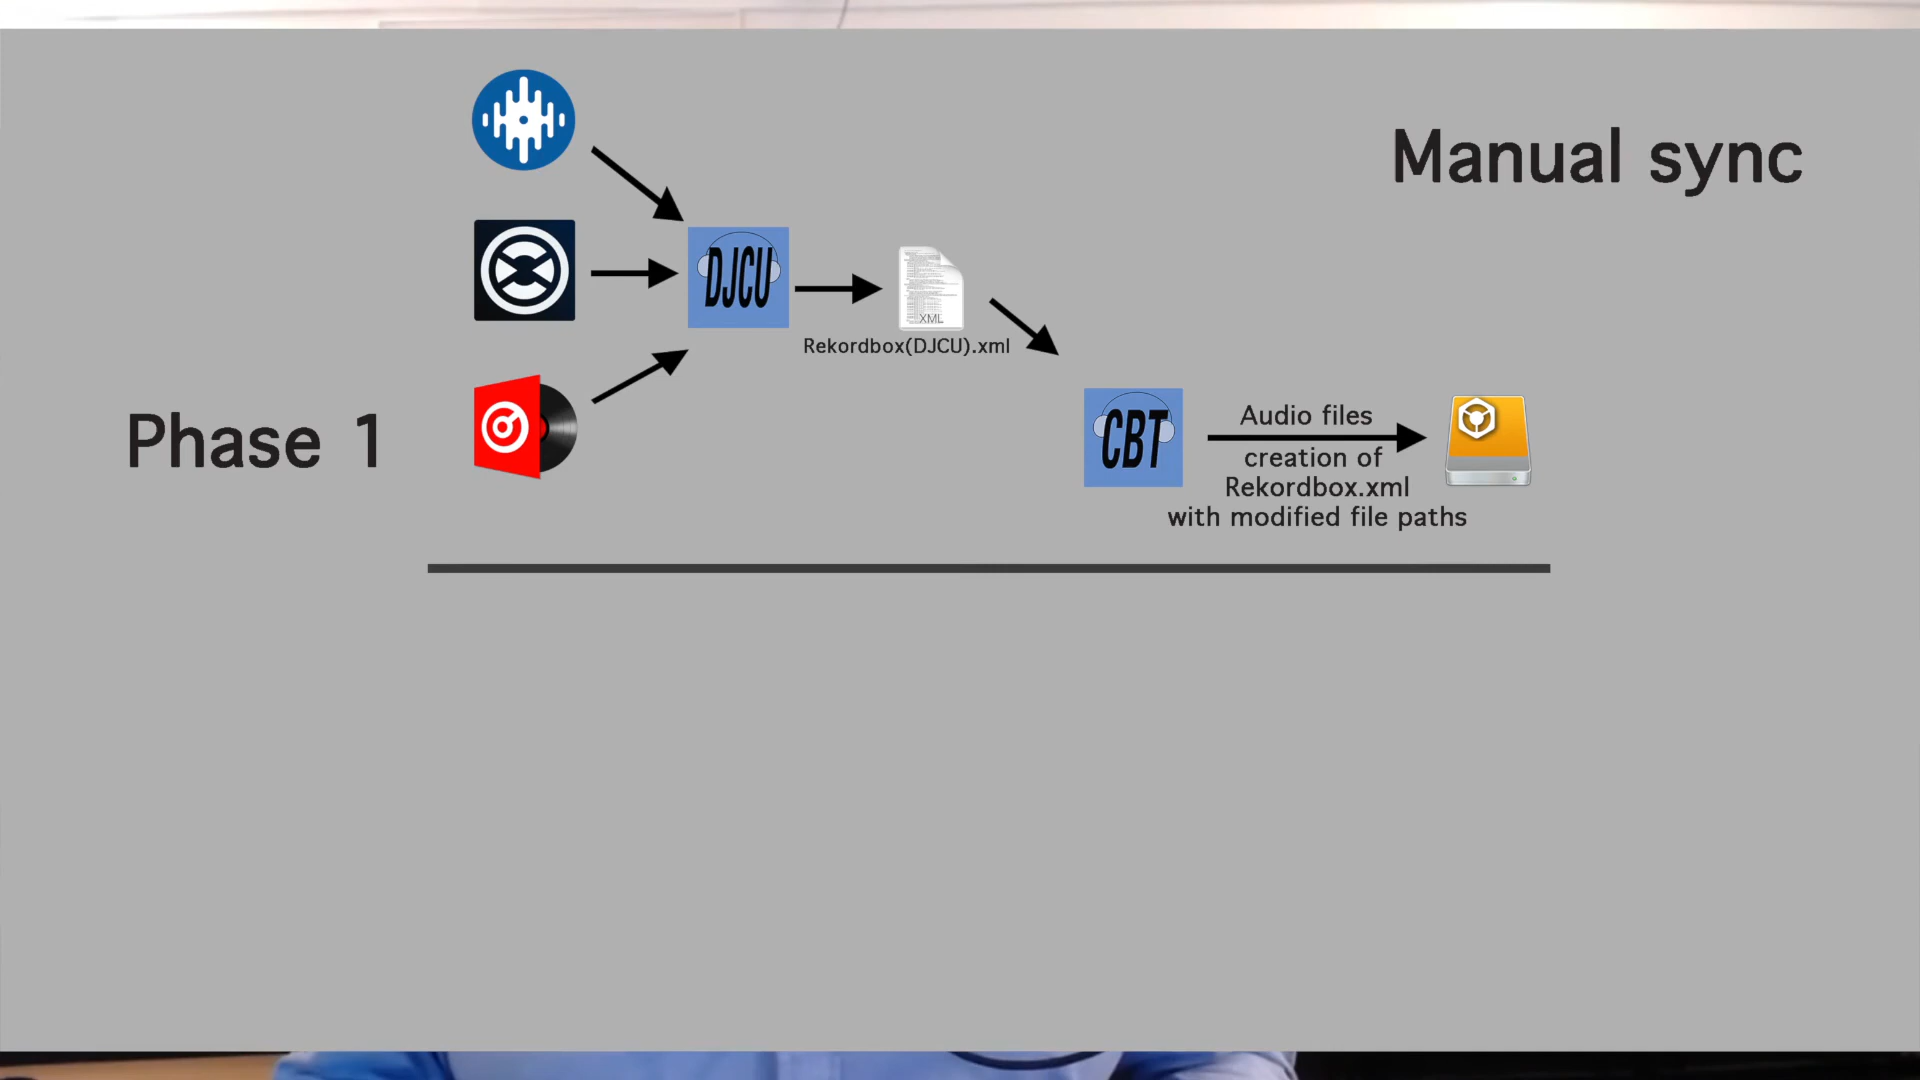 Manual sync
DJCU
XML
Rekordbox(DJCU).xml
Phase 1
CBT
Audio files
creation of
Rekordbox.xml
with modified file paths